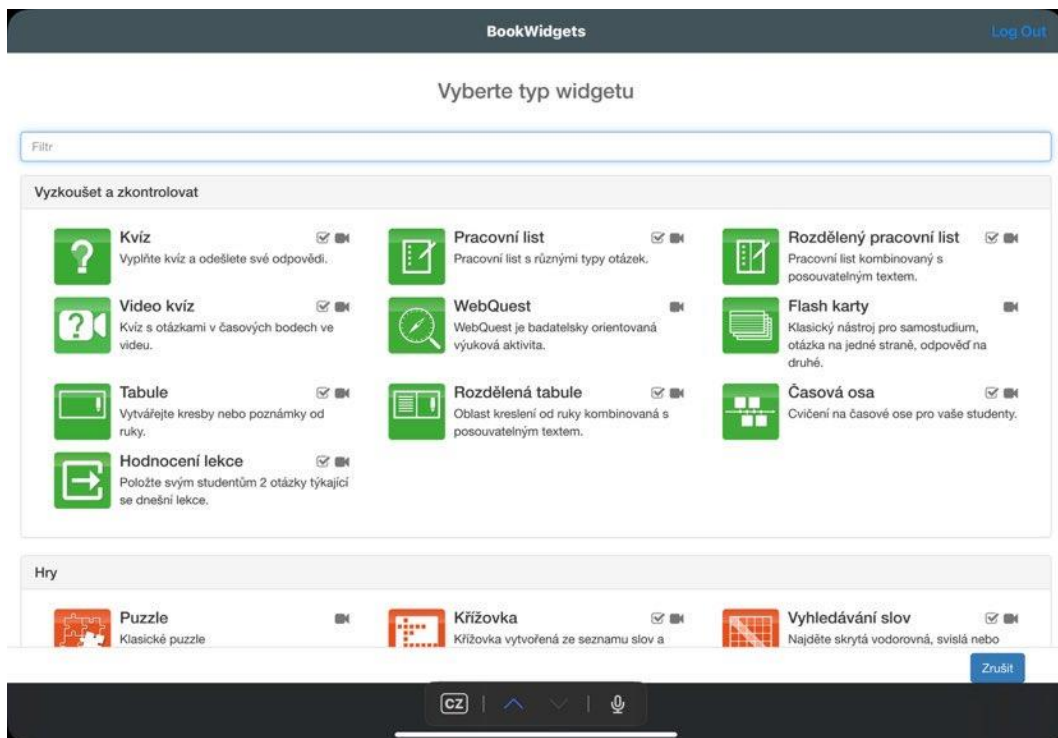 BookWidgets
Log Out
Vyberte typ widgetu
Filtr
Vyzkoušet a zkontrolovat
Kvíz
Vyplňte kvíz a odešlete své odpovědi.
Pracovní list
Pracovní list s různými typy otázek.
Rozdělený pracovní list
Pracovní list kombinovaný s
posouvatelným textem.
Video kvíz
Kvíz s otázkami v časových bodech ve
videu.
WebQuest
WebQuest je badatelsky orientovaná
výuková aktivita.
Flash karty
Klasický nástroj pro samostudium,
otázka na jedné straně, odpověď na
druhé.
Tabule
Vytvářejte kresby nebo poznámky od
ruky.
Rozdělená tabule
Oblast kreslení od ruky kombinovaná s
posouvatelným textem.
Časová osa
Cvičení na časové ose pro vaše studenty.
Hodnocení lekce
Položte svým studentům 2 otázky týkající
se dnešní lekce.
Hry
Puzzle
Klasické puzzle
Křížovka
Křížovka vytvořená ze seznamu slov a
Vyhledávání slov
Najděte skrytá vodorovná, svislá nebo
Zrušit
CZ